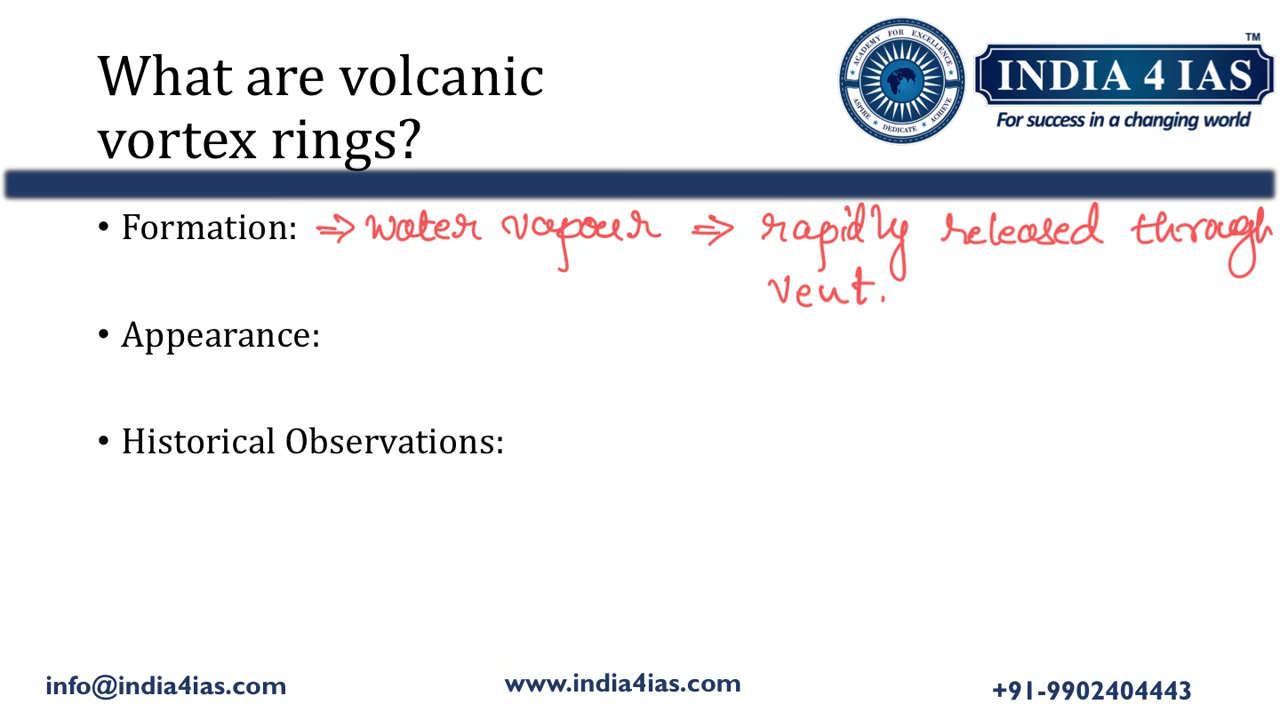 What are volcanic
vortex rings?
ACADEMY FOR EXCELLENCE
ASPIRE ★ DEDICATE ★ ACHIEVE
TM
INDIA 4 IAS
For success in a changing world
• Formation: ⇒ water vapour ⇒ rapidly released through
vent.
• Appearance:
• Historical Observations:
info@india4ias.com
www.india4ias.com
+91-9902404443